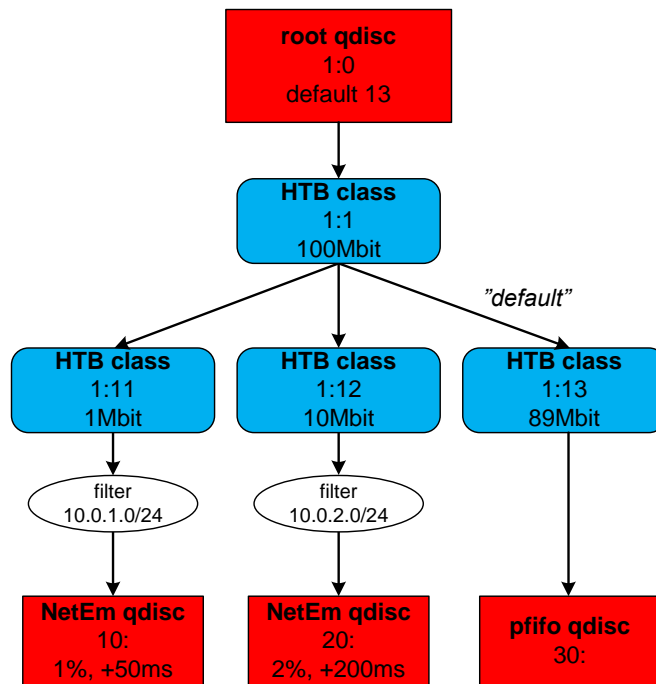 root qdisc
1:0
default 13
HTB class
1:1
100Mbit
”default”
HTB class
1:11
1Mbit
HTB class
1:12
10Mbit
HTB class
1:13
89Mbit
filter
10.0.1.0/24
filter
10.0.2.0/24
NetEm qdisc
10:
1%, +50ms
NetEm qdisc
20:
2%, +200ms
pfifo qdisc
30: